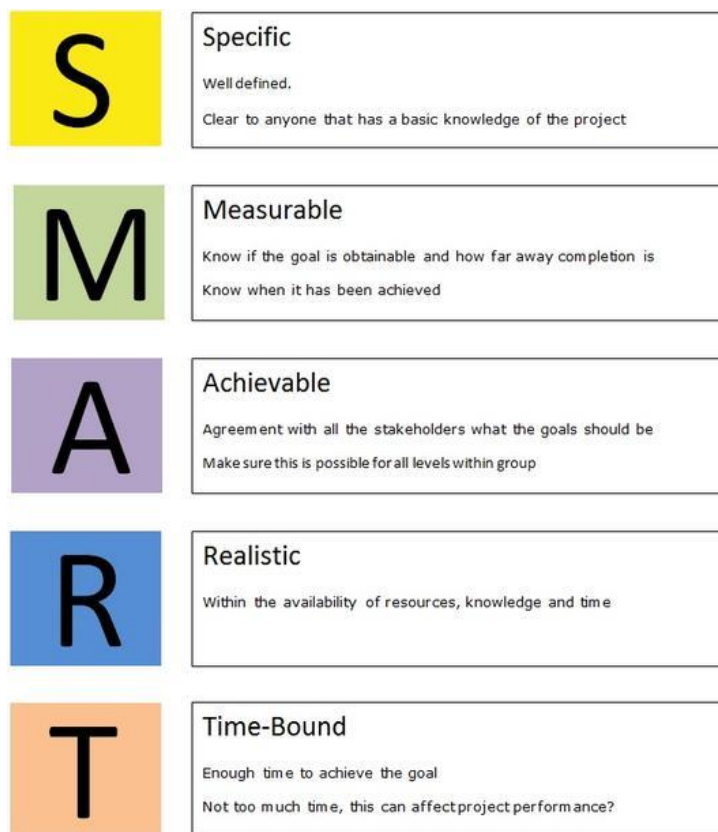 S
Specific
Well defined.
Clear to anyone that has a basic knowledge of the project
M
Measurable
Know if the goal is obtainable and how far away completion is
Know when it has been achieved
A
Achievable
Agreement with all the stakeholders what the goals should be
Make sure this is possible for all levels within group
R
Realistic
Within the availability of resources, knowledge and time
T
Time-Bound
Enough time to achieve the goal
Not too much time, this can affect project performance?